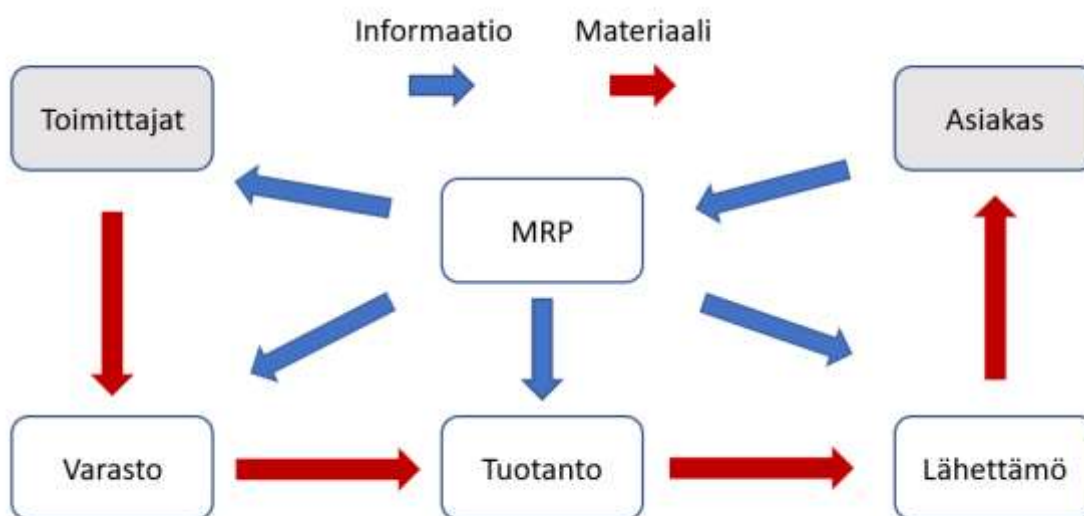 Informaatio Materiaali
Toimittajat
Asiakas
MRP
Varasto
Tuotanto
Lähettämö